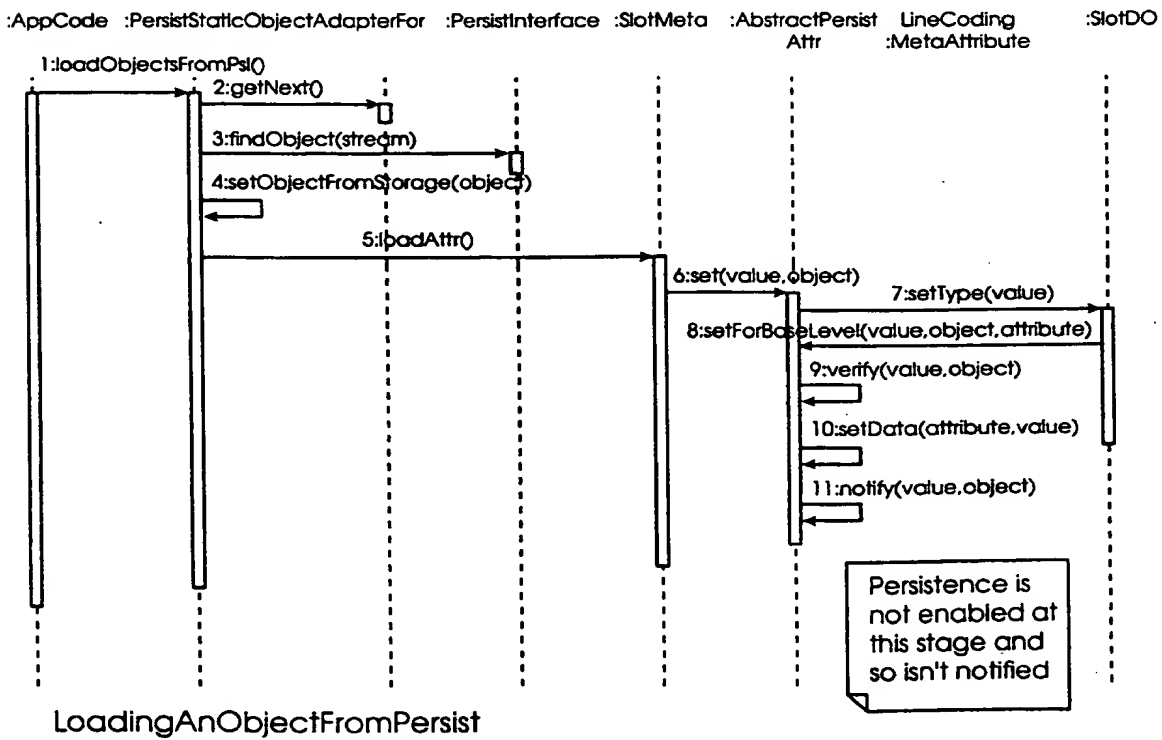 :AppCode :PersistStaticObjectAdapterFor :PersistInterface :SlotMeta :AbstractPersist LineCoding :SlotDO
Attr :MetaAttribute
1:loadObjectsFromPsl()
2:getNext()
3:findObject(stream)
4:setObjectFromStorage(object)
5:loadAttr()
6:set(value,object)
7:setType(value)
8:setForBaseLevel(value,object,attribute)
9:verify(value,object)
10:setData(attribute,value)
11:notify(value,object)
Persistence is
not enabled at
this stage and
so isn't notified
LoadingAnObjectFromPersist